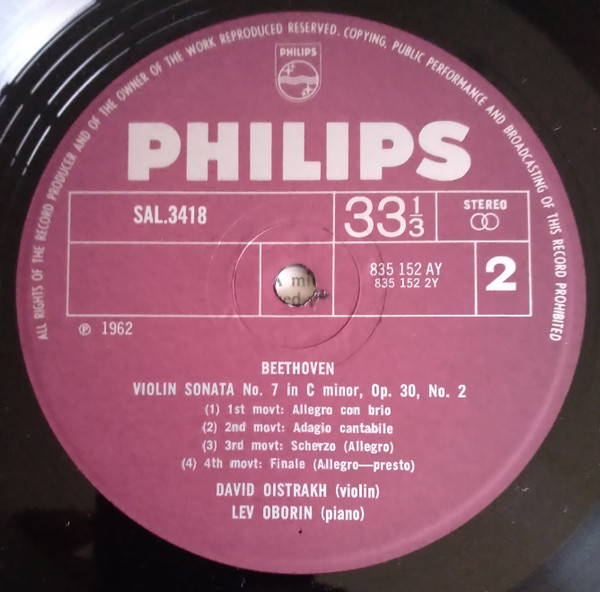 ALL RIGHTS OF THE RECORD PRODUCER AND OF THE OWNER OF THE WORK REPRODUCED RESERVED. COPYING, PUBLIC PERFORMANCE AND BROADCASTING OF THIS RECORD PROHIBITED
PHILIPS
PHILIPS
SAL.3418
33 1/3
STEREO
835 152 AY
835 152 2Y
2
℗ 1962
BEETHOVEN
VIOLIN SONATA No. 7 in C minor, Op. 30, No. 2
(1) 1st movt: Allegro con brio
(2) 2nd movt: Adagio cantabile
(3) 3rd movt: Scherzo (Allegro)
(4) 4th movt: Finale (Allegro—presto)
DAVID OISTRAKH (violin)
LEV OBORIN (piano)